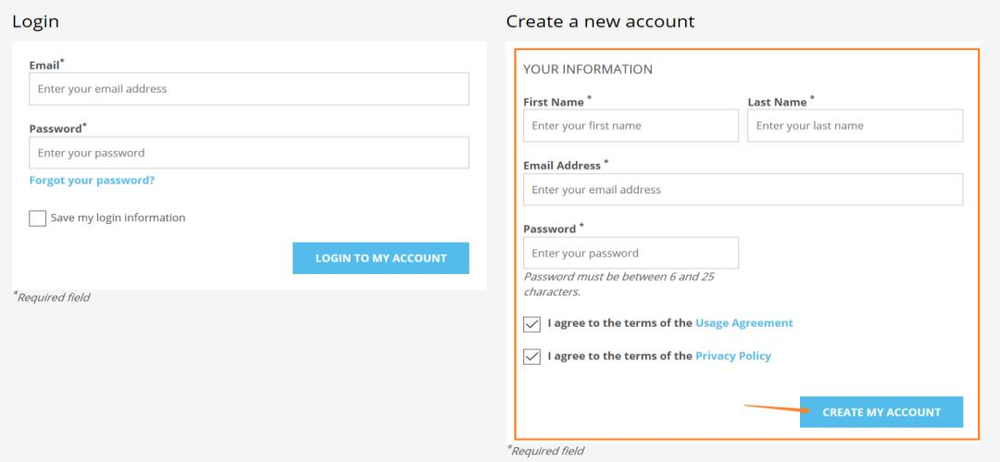 Login
Email*
Enter your email address
Password*
Enter your password
Forgot your password?
Save my login information
LOGIN TO MY ACCOUNT
*Required field
Create a new account
YOUR INFORMATION
First Name * Last Name *
Enter your first name Enter your last name
Email Address *
Enter your email address
Password *
Enter your password
Password must be between 6 and 25
characters.
I agree to the terms of the Usage Agreement
I agree to the terms of the Privacy Policy
CREATE MY ACCOUNT
*Required field